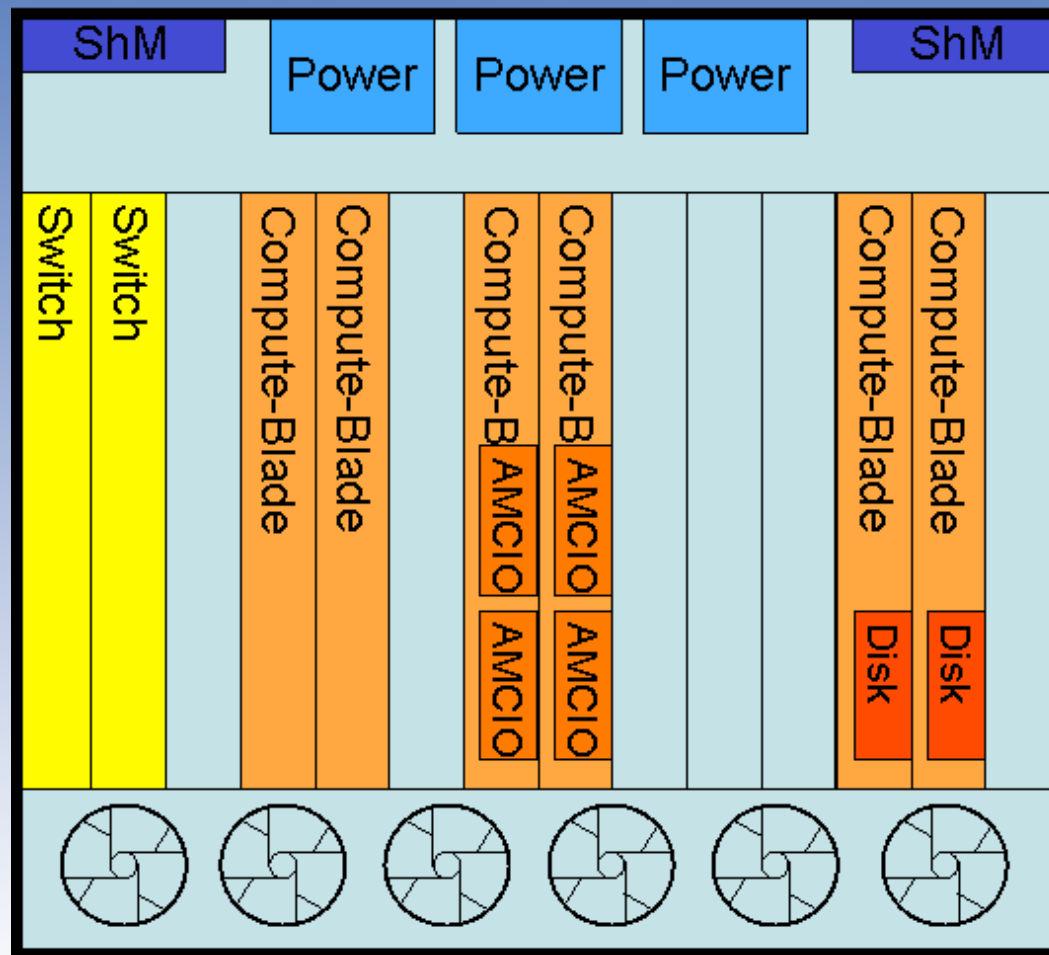 ShM
Power
Power
Power
ShM
Switch
Switch
Compute-Blade
Compute-Blade
Compute-B
AMCIO
AMCIO
Compute-B
AMCIO
AMCIO
Compute-Blade
Disk
Compute-Blade
Disk